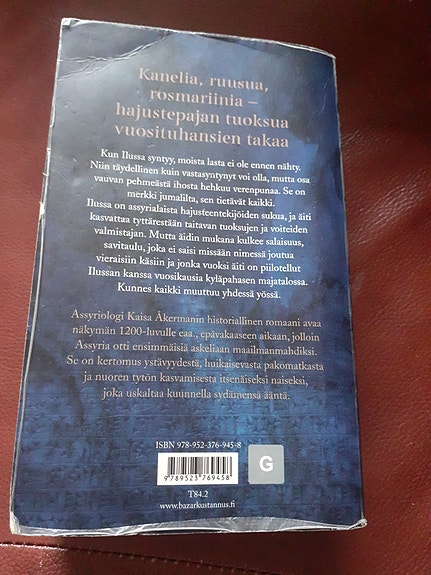 Kanelia, ruusua,
rosmariinia –
hajustepajan tuoksua
vuosituhansien takaa
Kun Ilussa syntyy, moista lasta ei ole ennen nähty.
Niin täydellinen kuin vastasyntynyt voi olla, mutta osa
vauvan pehmeästä ihosta hehkuu verenpunaa. Se on
merkki jumalilta, sen tietävät kaikki.
Ilussa on assyrialaista hajusteentekijöiden sukua, ja äiti
kasvattaa tyttärestään taitavan tuoksujen ja voiteiden
valmistajan. Mutta äidin mukana kulkee salaisuus,
savitaulu, joka ei saisi missään nimessä joutua
vieraisiin käsiin ja jonka vuoksi äiti on piilotellut
Ilussan kanssa vuosikausia kyläpahasen majatalossa.
Kunnes kaikki muuttuu yhdessä yössä.
Assyriologi Kaisa Åkermanin historiallinen romaani avaa
näkymän 1200-luvulle eaa., epävakaaseen aikaan, jolloin
Assyria otti ensimmäisiä askeliaan maailmanmahdiksi.
Se on kertomus ystävyydestä, huikaisevasta pakomatkasta
ja nuoren tytön kasvamisesta itsenäiseksi naiseksi,
joka uskaltaa kuunnella sydämensä ääntä.
ISBN 978-952-376-945-8
G
9 789523 769458
T84.2
www.bazarkustannus.fi